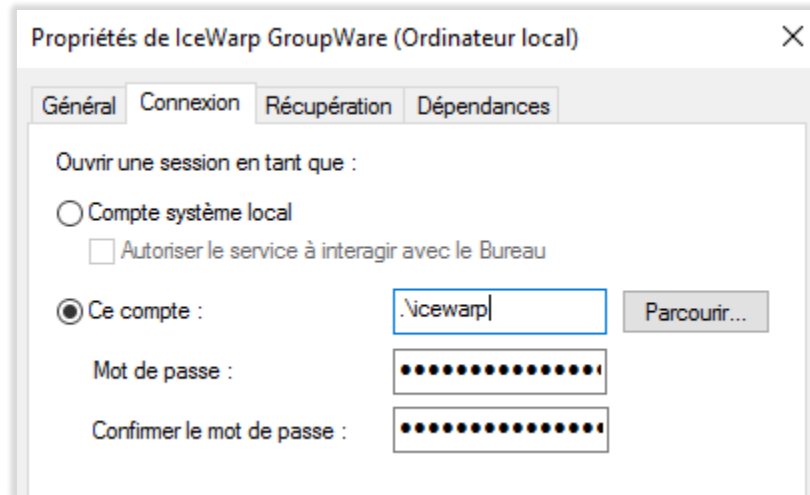 Propriétés de IceWarp GroupWare (Ordinateur local)
Général Connexion Récupération Dépendances
Ouvrir une session en tant que :
Compte système local
Autoriser le service à interagir avec le Bureau
Ce compte : .\icewarp Parcourir...
Mot de passe : ●●●●●●●●●●●●●●●
Confirmer le mot de passe : ●●●●●●●●●●●●●●●